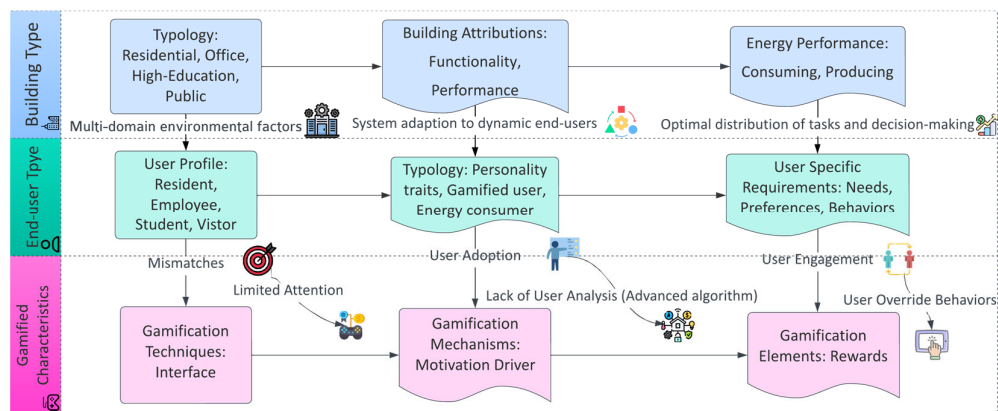 Building Type
Typology:
Residential, Office,
High-Education,
Public
Building Attributions:
Functionality,
Performance
Energy Performance:
Consuming, Producing
Multi-domain environmental factors
System adaption to dynamic end-users
Optimal distribution of tasks and decision-making
End-user Tpye
User Profile:
Resident,
Employee,
Student, Vistor
Typology: Personality
traits, Gamified user,
Energy consumer
User Specific
Requirements: Needs,
Preferences, Behaviors
Mismatches
User Adoption
User Engagement
Limited Attention
Lack of User Analysis (Advanced algorithm)
User Override Behaviors
Gamified
Characteristics
Gamification
Techniques:
Interface
Gamification
Mechanisms:
Motivation Driver
Gamification
Elements: Rewards